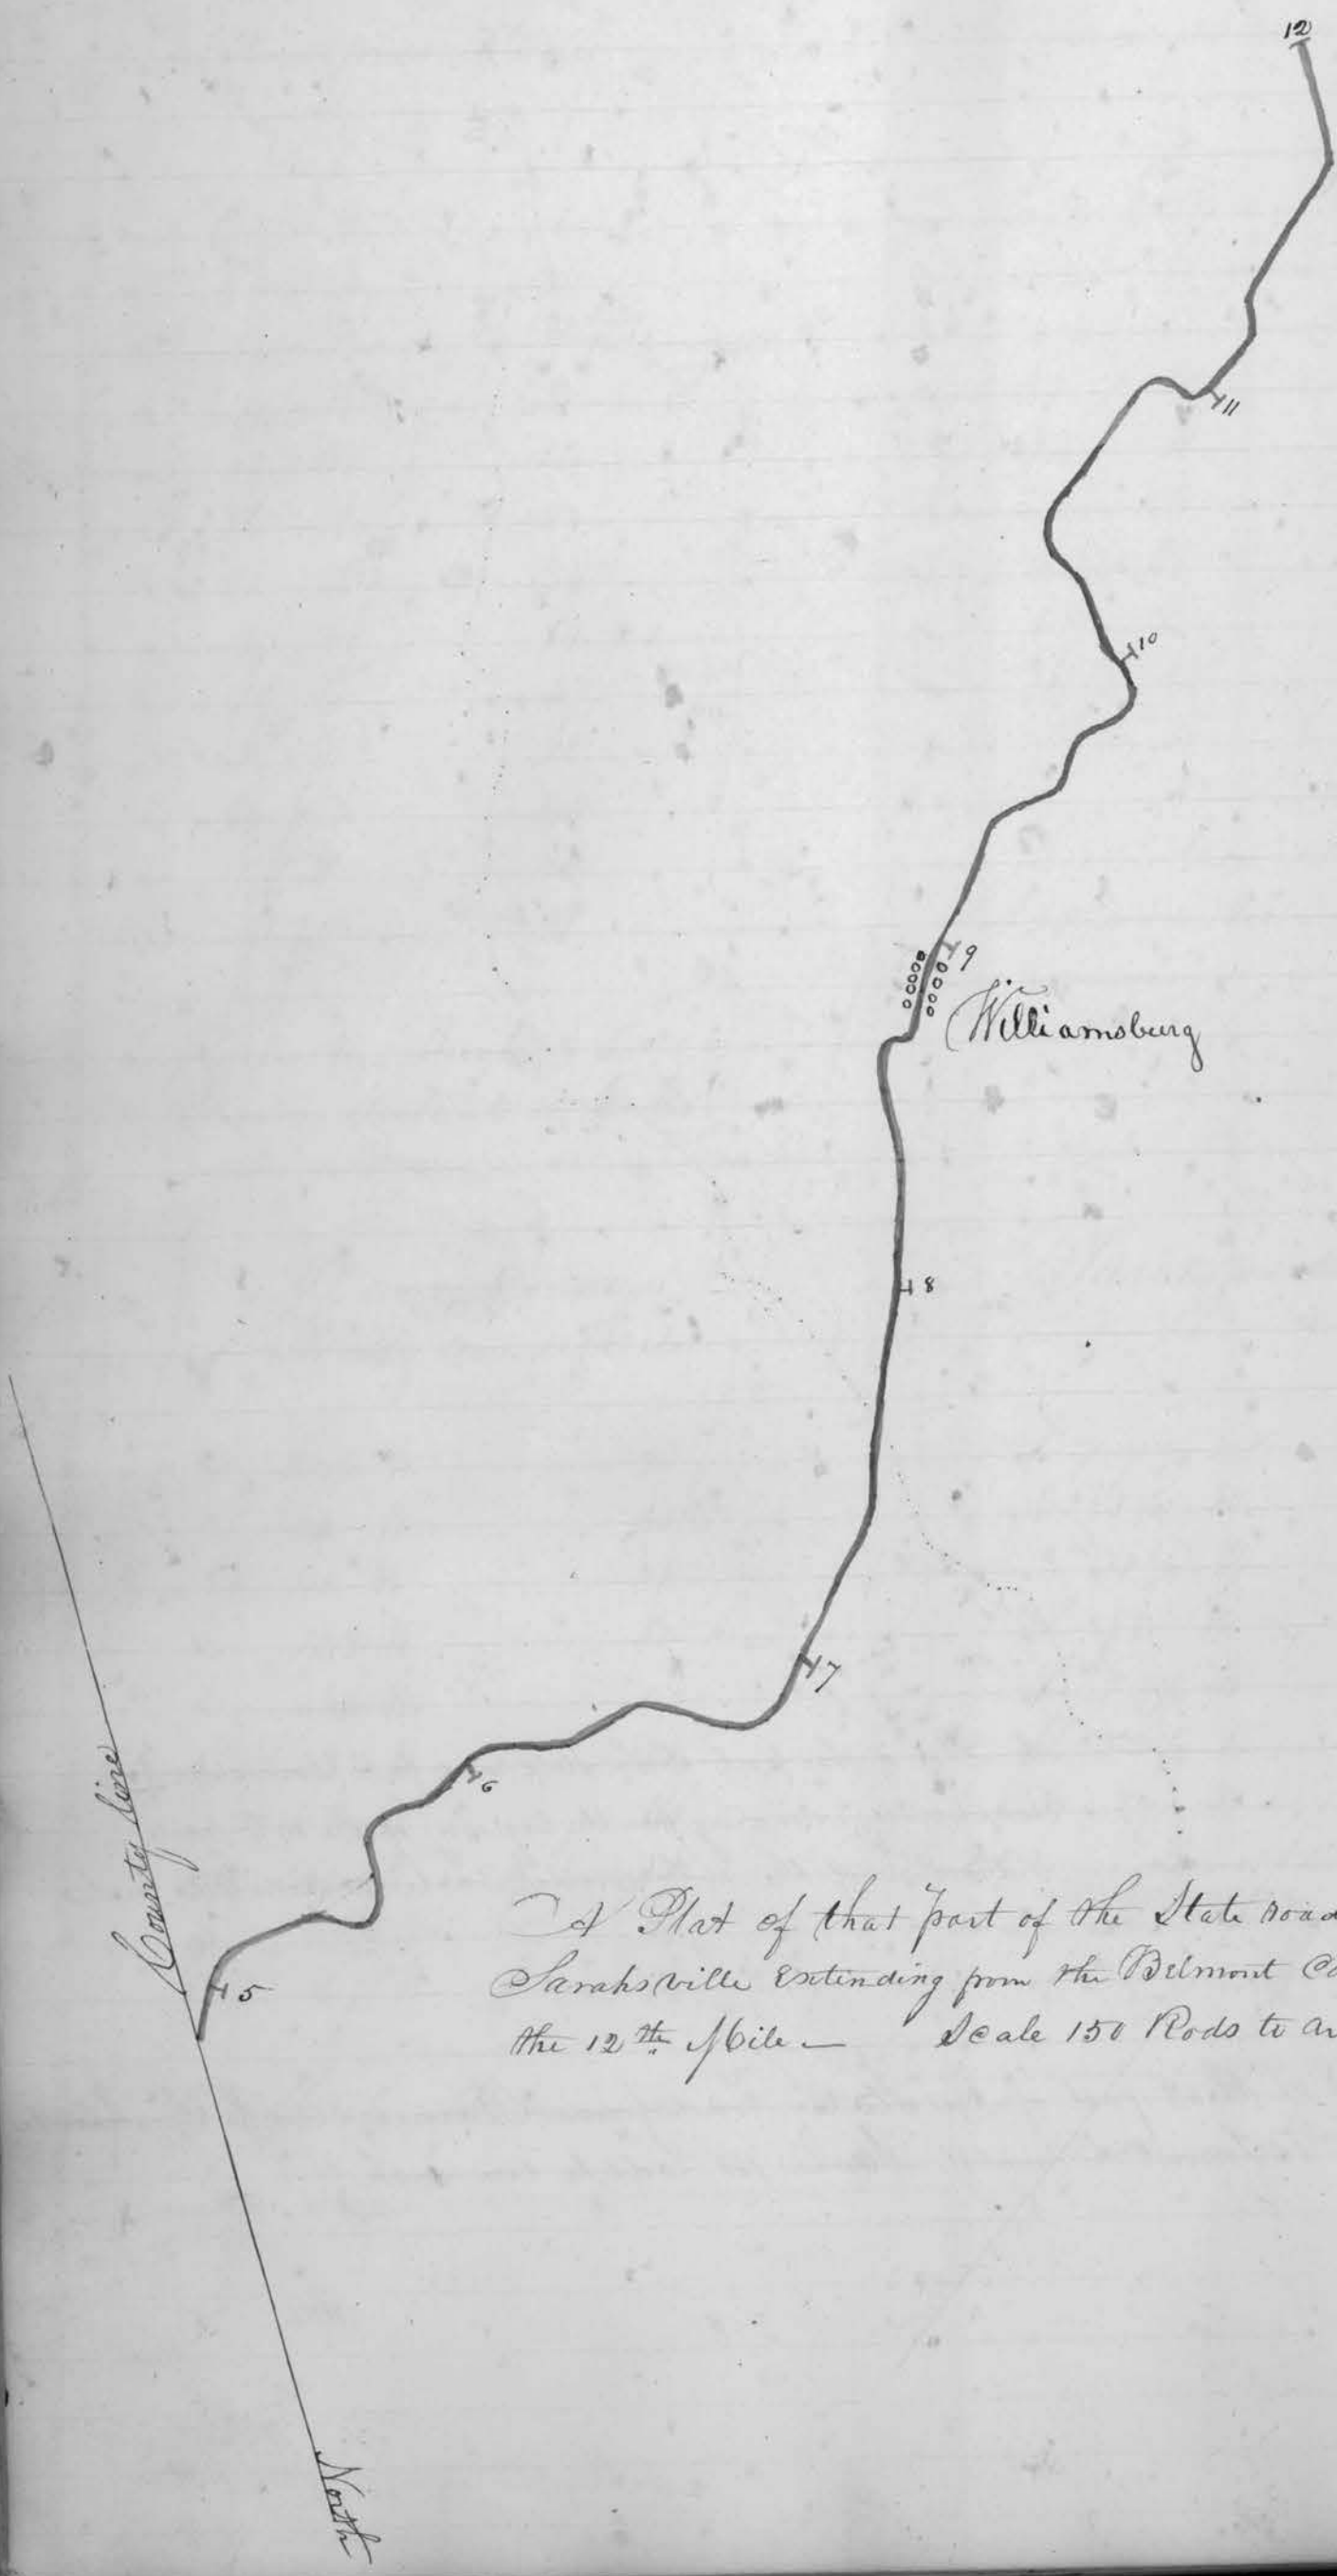 12
11
10
9
Williamsburg
8
7
6
County line
5
A Plat of that part of the State road
Sarahsville Extending from the Belmont Co
the 12th Mile — Scale 150 Rods to an
North